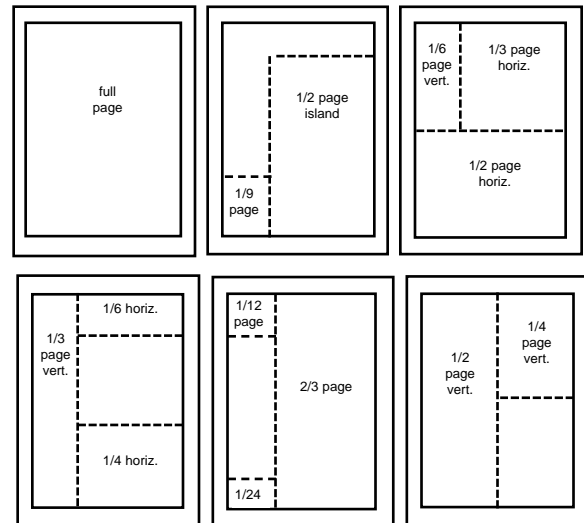 full
page
1/2 page
island
1/9
page
1/6
page
vert.
1/3 page
horiz.
1/2 page
horiz.
1/3
page
vert.
1/6 horiz.
1/4 horiz.
1/12
page
2/3 page
1/24
1/2
page
vert.
1/4
page
vert.